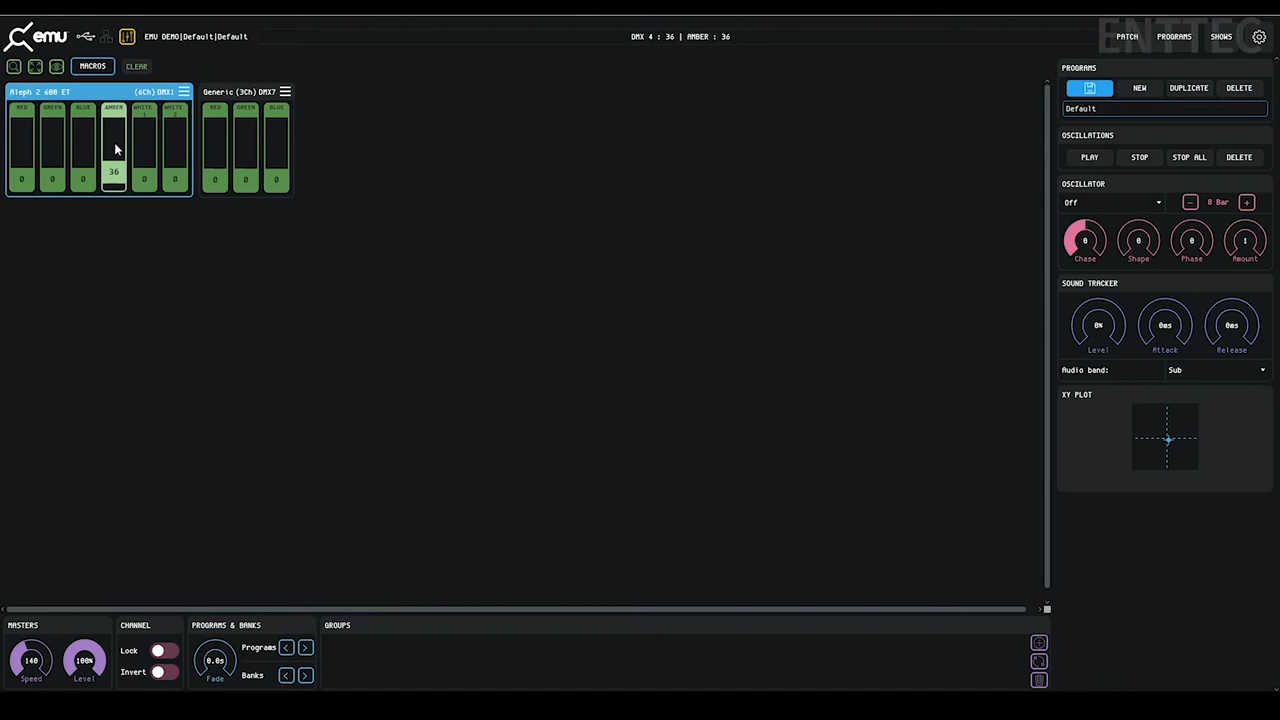 emu
EMU DEMO|Default|Default
DMX 4 : 36 | AMBER : 36
ENTTEC
PATCH
PROGRAMS
SHOWS
MACROS
CLEAR
Aleph 2 600 ET (6Ch) DMX1
RED GREEN BLUE AMBER WHITE 1 WHITE 2
0 0 0 36 0 0
Generic (3Ch) DMX7
RED GREEN BLUE
0 0 0
PROGRAMS
NEW DUPLICATE DELETE
Default
OSCILLATIONS
PLAY STOP STOP ALL DELETE
OSCILLATOR
Off - 0 Bar +
0 0 0 1
Chase Shape Phase Amount
SOUND TRACKER
0% 0ms 0ms
Level Attack Release
Audio band: Sub
XY PLOT
MASTERS
140 100%
Speed Level
CHANNEL
Lock
Invert
PROGRAMS & BANKS
0.0s
Fade
Programs < >
Banks < >
GROUPS